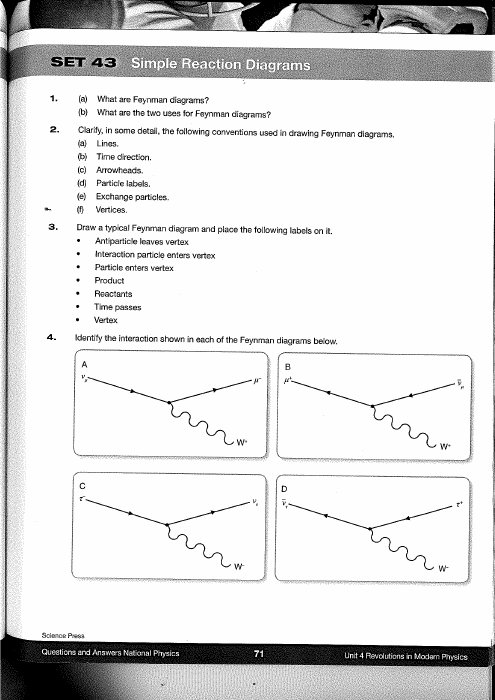 SET 43 Simple Reaction Diagrams
1. (a) What are Feynman diagrams?
(b) What are the two uses for Feynman diagrams?
2. Clarify, in some detail, the following conventions used in drawing Feynman diagrams.
(a) Lines.
(b) Time direction.
(c) Arrowheads.
(d) Particle labels.
(e) Exchange particles.
(f) Vertices.
3. Draw a typical Feynman diagram and place the following labels on it.
• Antiparticle leaves vertex
• Interaction particle enters vertex
• Particle enters vertex
• Product
• Reactants
• Time passes
• Vertex
4. Identify the interaction shown in each of the Feynman diagrams below.
A
B
μ⁻
μ⁺
W⁺
W⁺
C
D
τ⁻
τ⁺
W⁻
W⁻
Science Press
Questions and Answers National Physics 71 Unit 4 Revolutions in Modern Physics